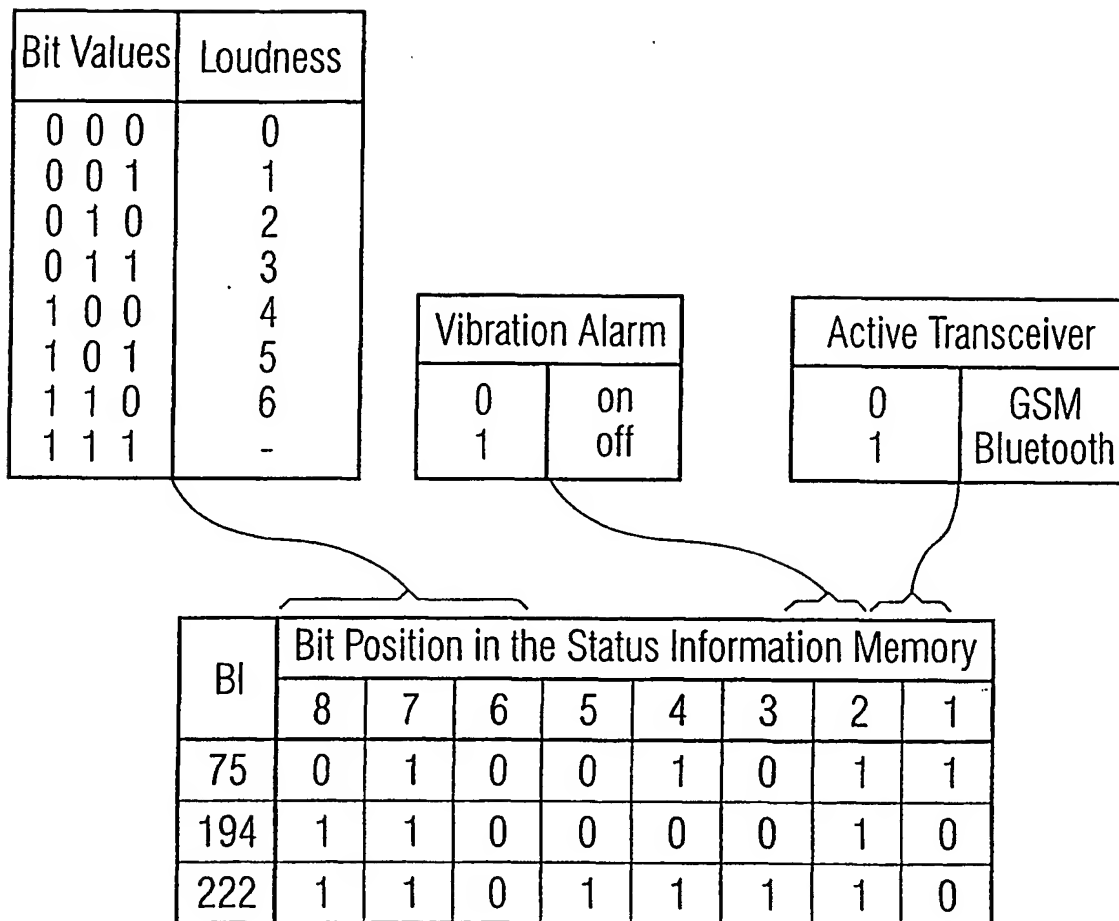 Bit Values Loudness
0 0 0 0
0 0 1 1
0 1 0 2
0 1 1 3
1 0 0 4
1 0 1 5
1 1 0 6
1 1 1 -
Vibration Alarm
0 on
1 off
Active Transceiver
0 GSM
1 Bluetooth
BI Bit Position in the Status Information Memory
8 7 6 5 4 3 2 1
75 0 1 0 0 1 0 1 1
194 1 1 0 0 0 0 1 0
222 1 1 0 1 1 1 1 0